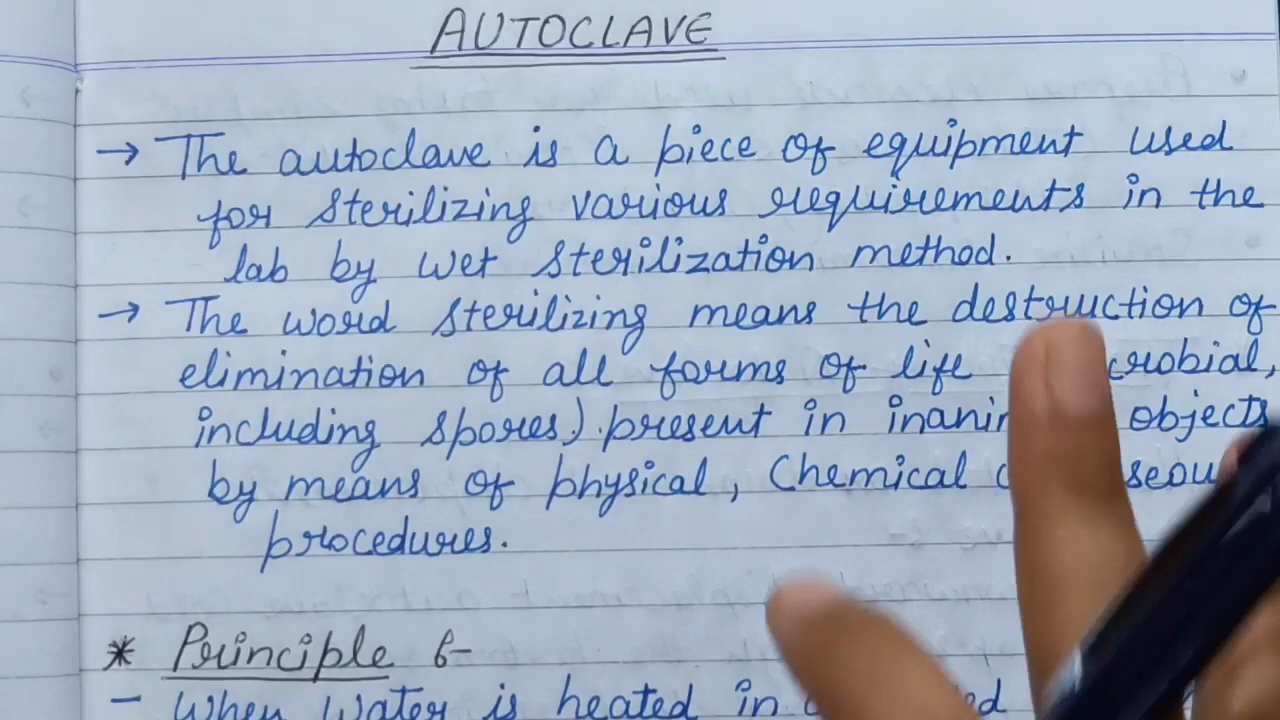 AUTOCLAVE
→ The autoclave is a piece of equipment used
for sterilizing various requirements in the
lab by wet sterilization method.
→ The word sterilizing means the destruction of
elimination of all forms of life crobial,
including spores) present in objects
by means of physical, Chemical
procedures.
* Principle :-
- When Water is heated in